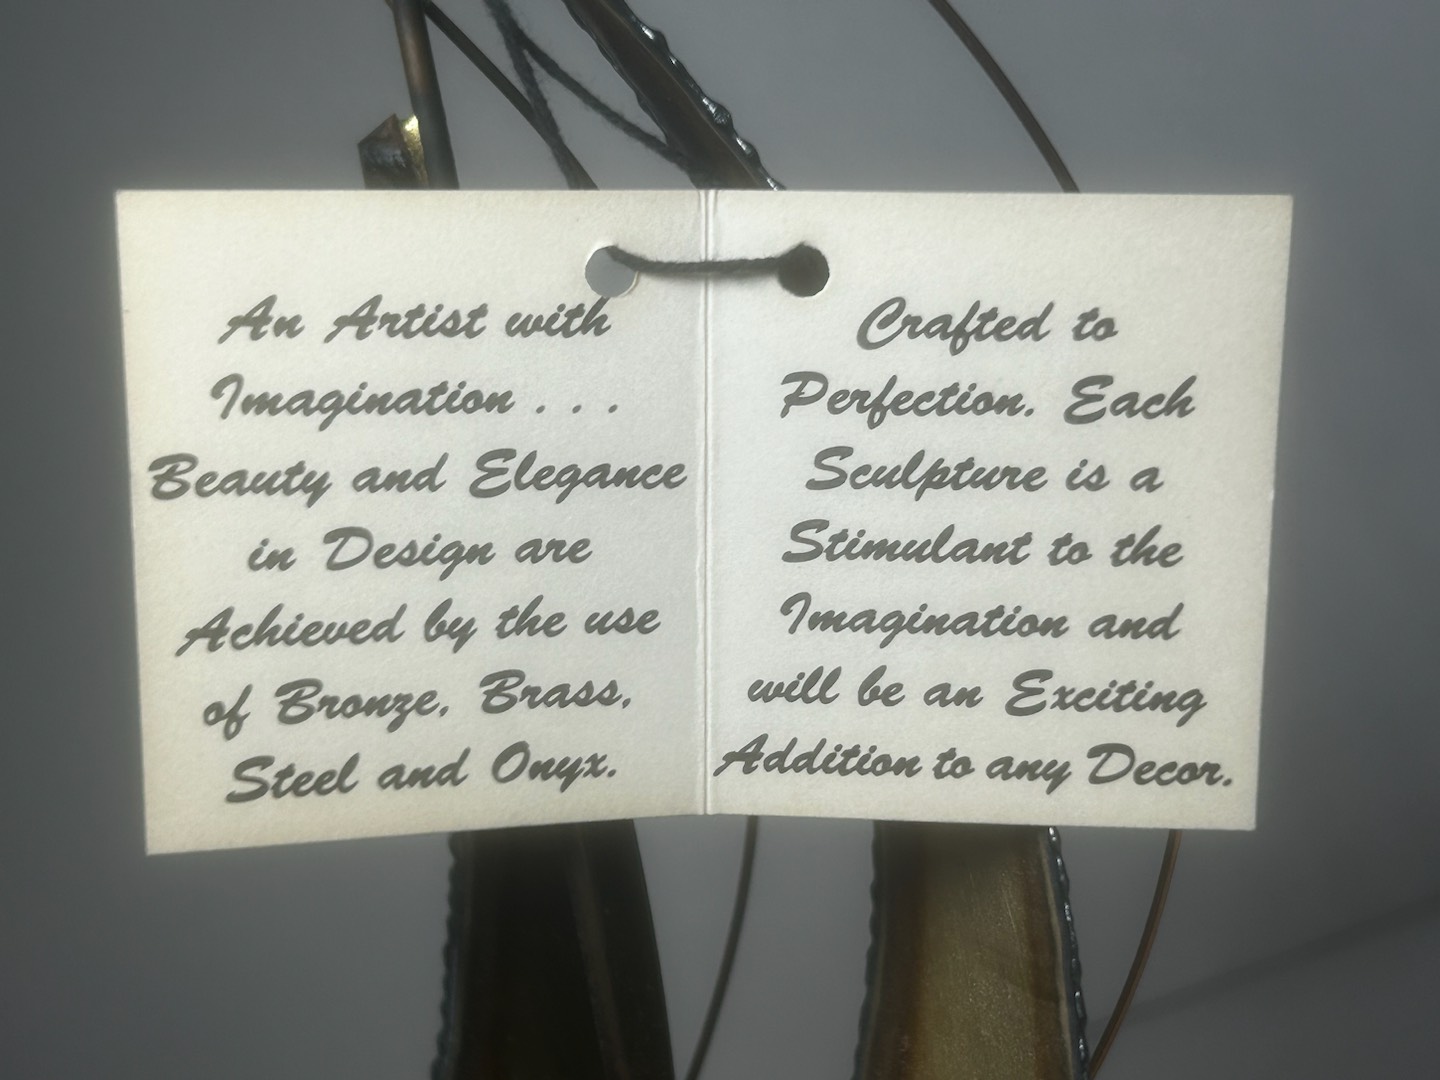 An Artist with
Imagination . . .
Beauty and Elegance
in Design are
Achieved by the use
of Bronze, Brass,
Steel and Onyx.
Crafted to
Perfection. Each
Sculpture is a
Stimulant to the
Imagination and
will be an Exciting
Addition to any Decor.